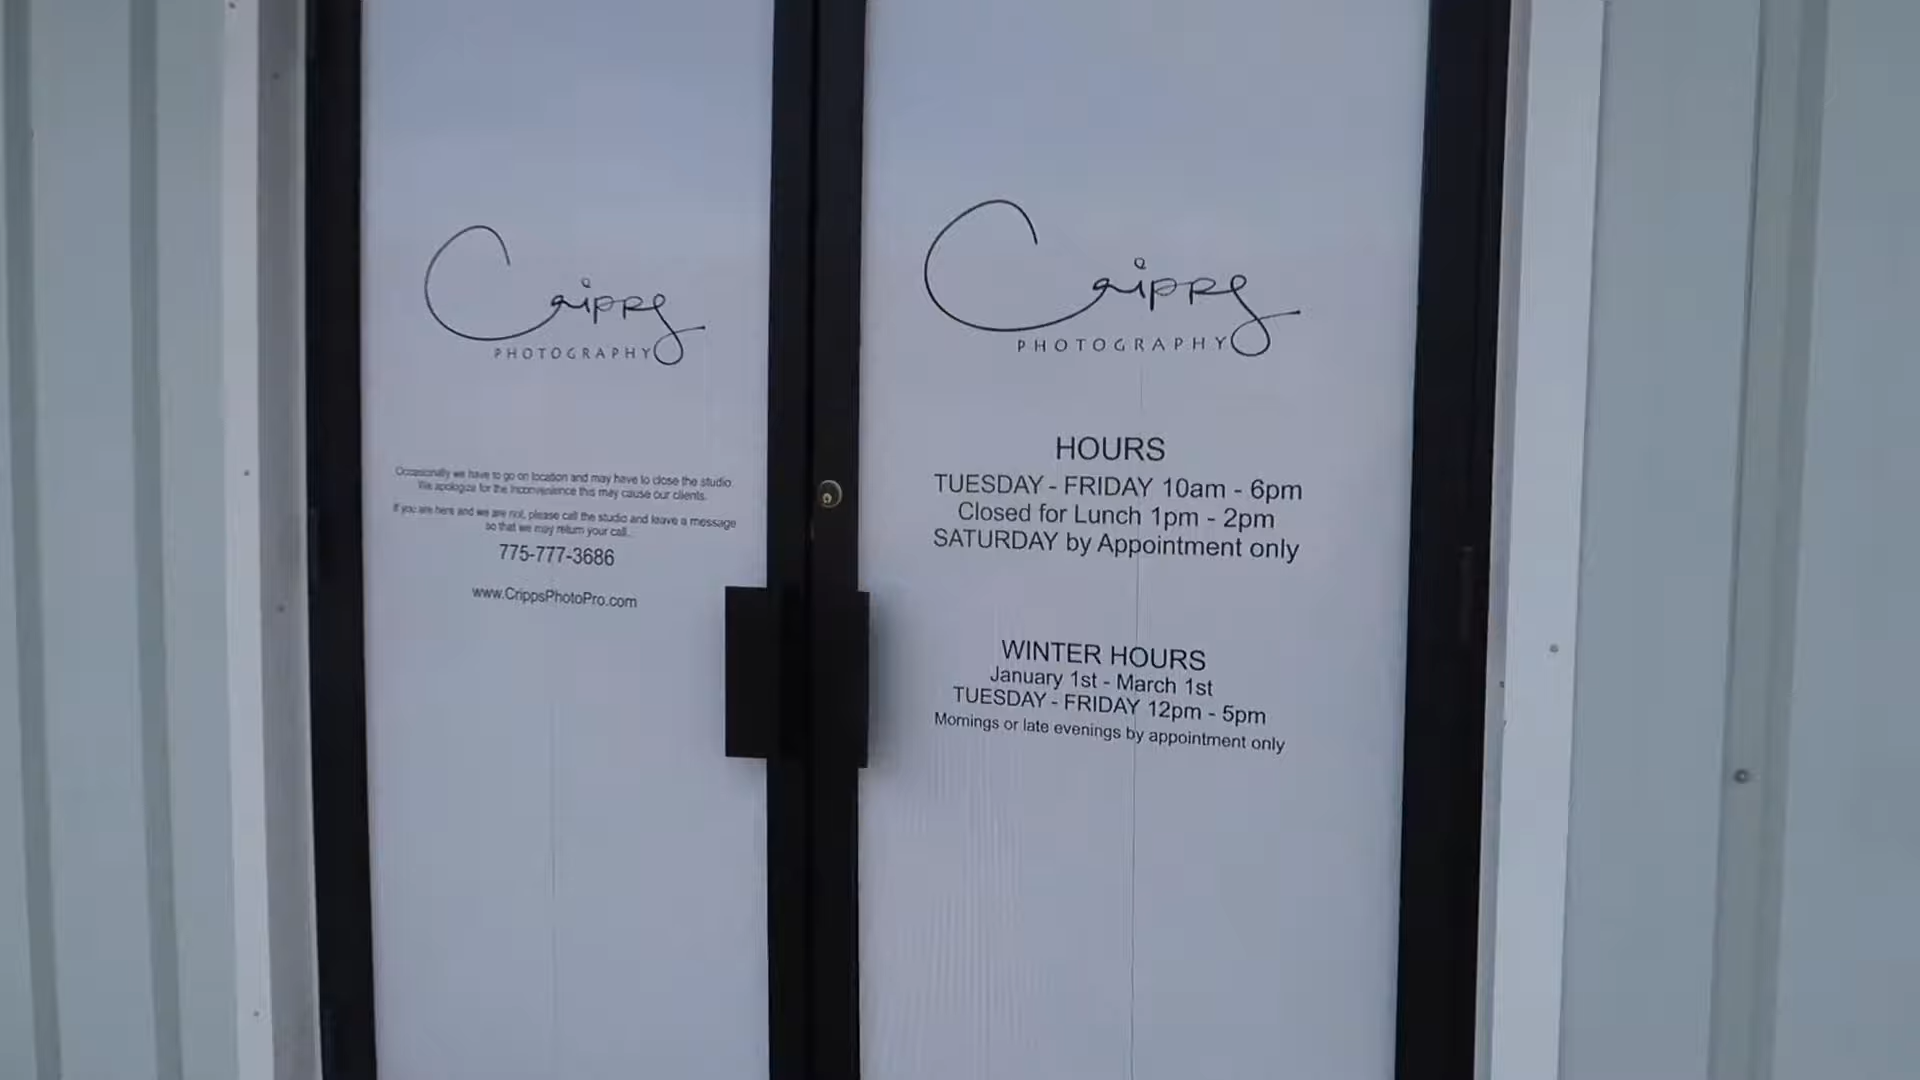 Cripps
PHOTOGRAPHY
Occasionally we have to go on location and may have to close the studio.
We apologize for the inconvenience this may cause our clients.
If you are here and we are not, please call the studio and leave a message
so that we may return your call.
775-777-3686
www.CrippsPhotoPro.com
Cripps
PHOTOGRAPHY
HOURS
TUESDAY - FRIDAY 10am - 6pm
Closed for Lunch 1pm - 2pm
SATURDAY by Appointment only
WINTER HOURS
January 1st - March 1st
TUESDAY - FRIDAY 12pm - 5pm
Mornings or late evenings by appointment only